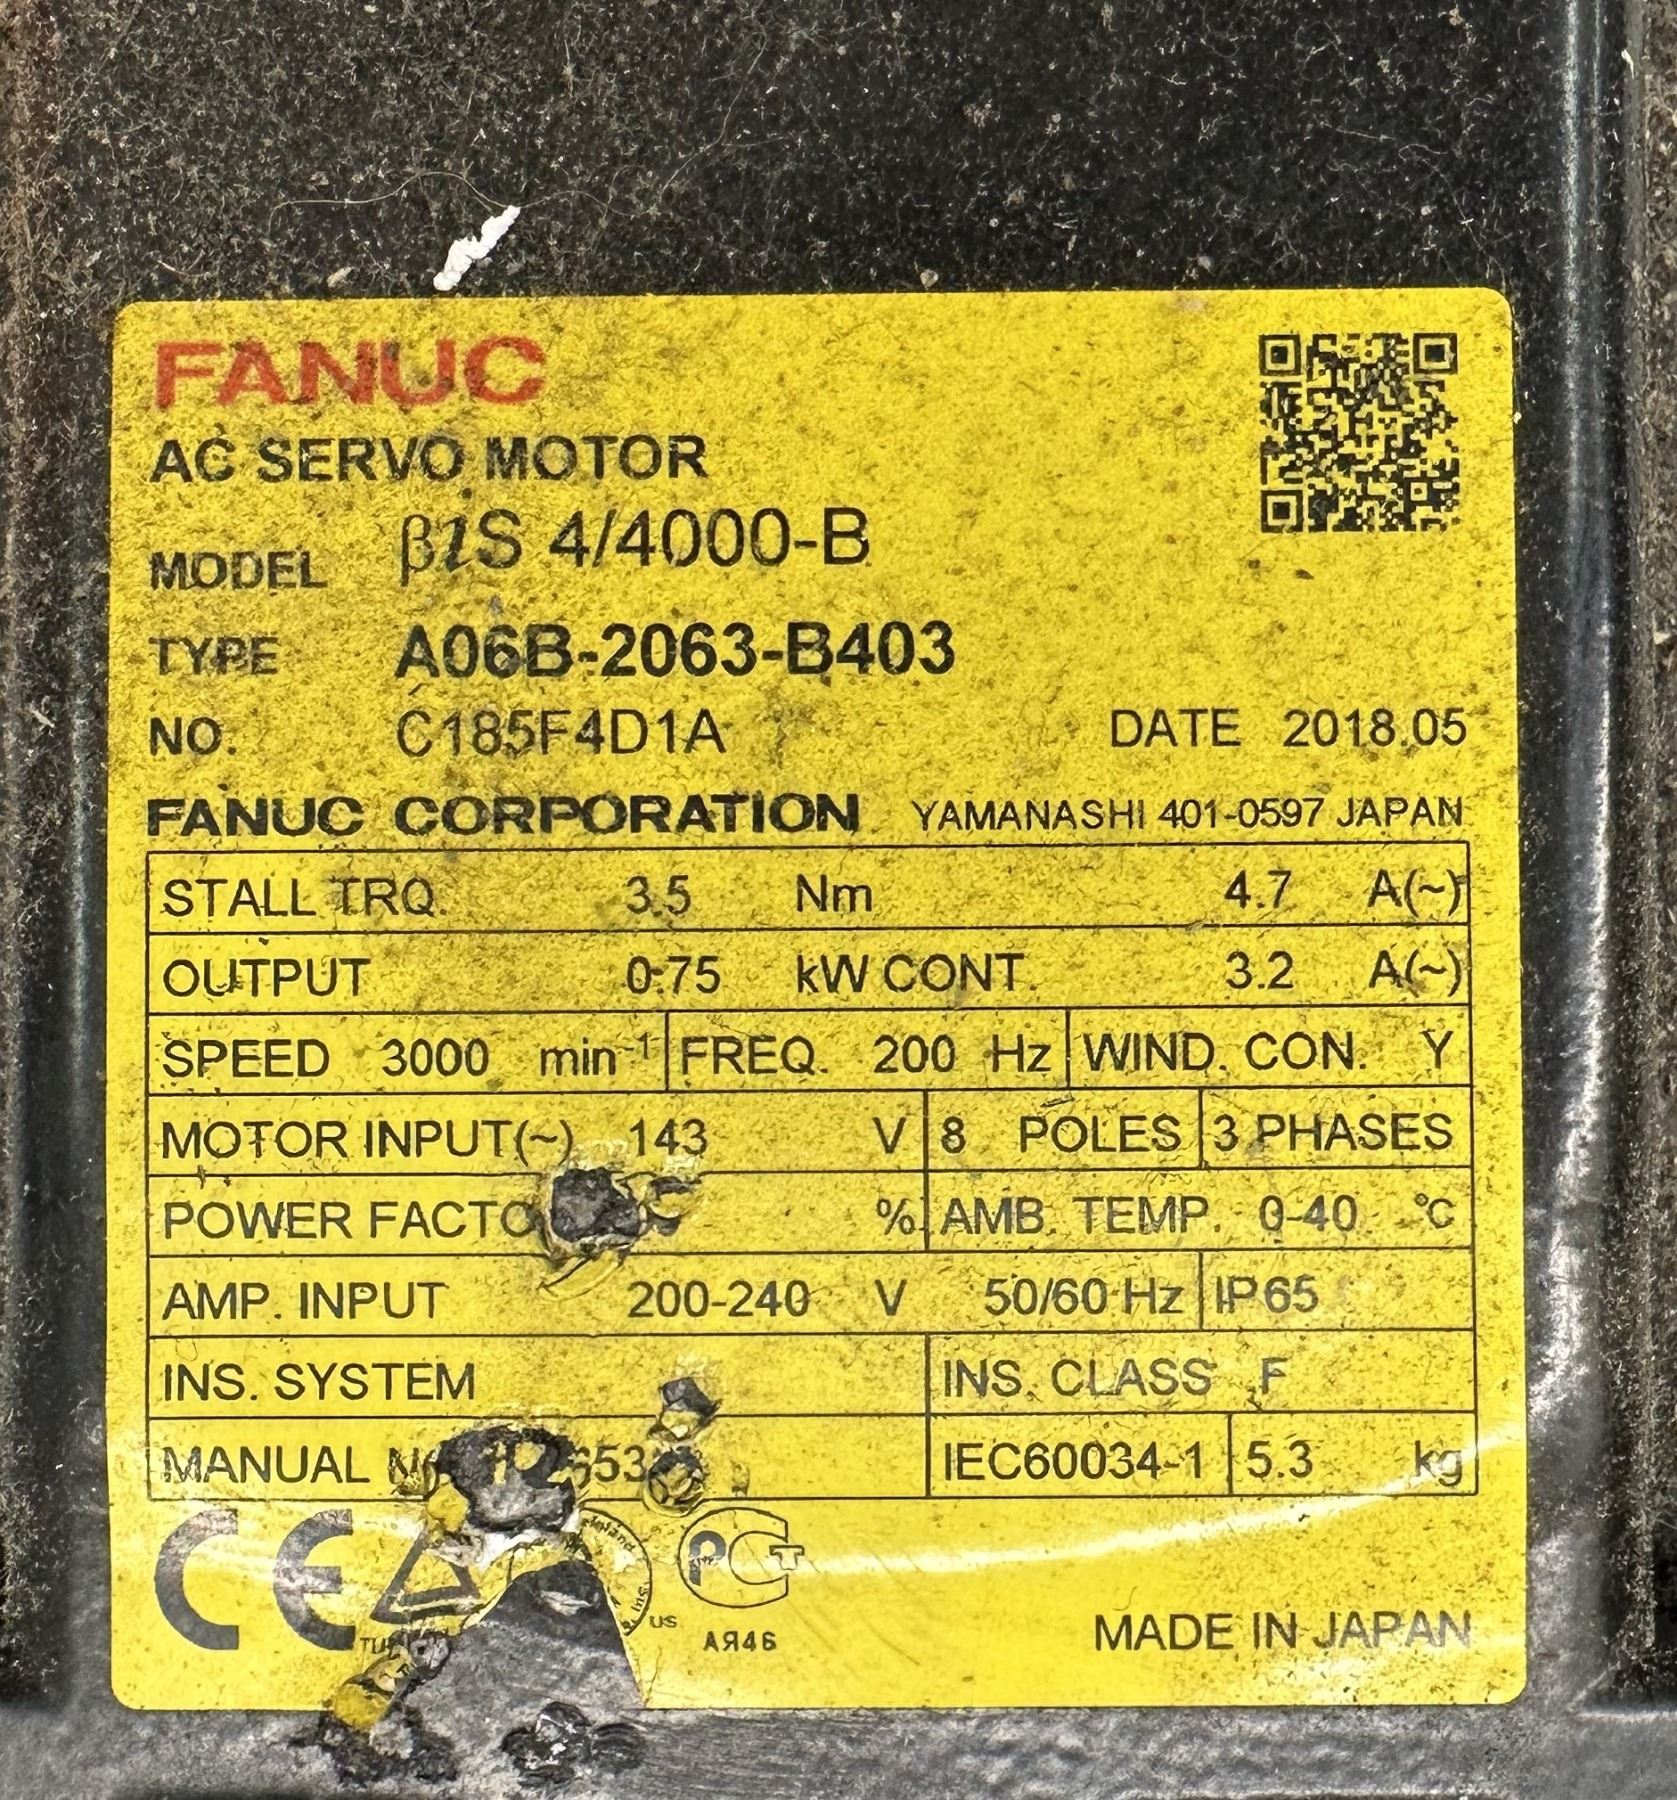 FANUC
AC SERVO MOTOR
MODEL βiS 4/4000-B
TYPE A06B-2063-B403
NO. C185F4D1A DATE 2018.05
FANUC CORPORATION YAMANASHI 401-0597 JAPAN
STALL TRQ. 3.5 Nm 4.7 A(~)
OUTPUT 0.75 kW CONT. 3.2 A(~)
SPEED 3000 min⁻¹ FREQ. 200 Hz WIND. CON. Y
MOTOR INPUT(~) 143 V 8 POLES 3 PHASES
POWER % AMB. TEMP. 0-40 °C
AMP. INPUT 200-240 V 50/60 Hz IP65
INS. SYSTEM INS. CLASS F
MANUAL IEC60034-1 5.3 kg
CE
US
РСТ
АЯ46
MADE IN JAPAN